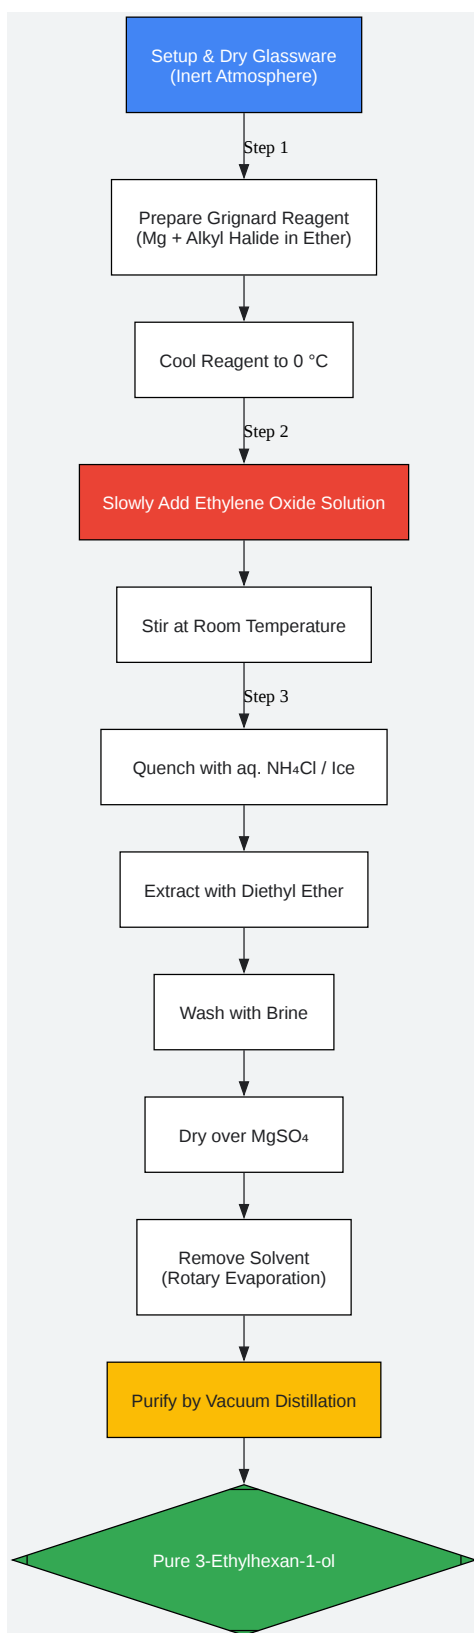 Setup & Dry Glassware
(Inert Atmosphere)
Step 1
Prepare Grignard Reagent
(Mg + Alkyl Halide in Ether)
Cool Reagent to 0 °C
Step 2
Slowly Add Ethylene Oxide Solution
Stir at Room Temperature
Step 3
Quench with aq. NH₄Cl / Ice
Extract with Diethyl Ether
Wash with Brine
Dry over MgSO₄
Remove Solvent
(Rotary Evaporation)
Purify by Vacuum Distillation
Pure 3-Ethylhexan-1-ol